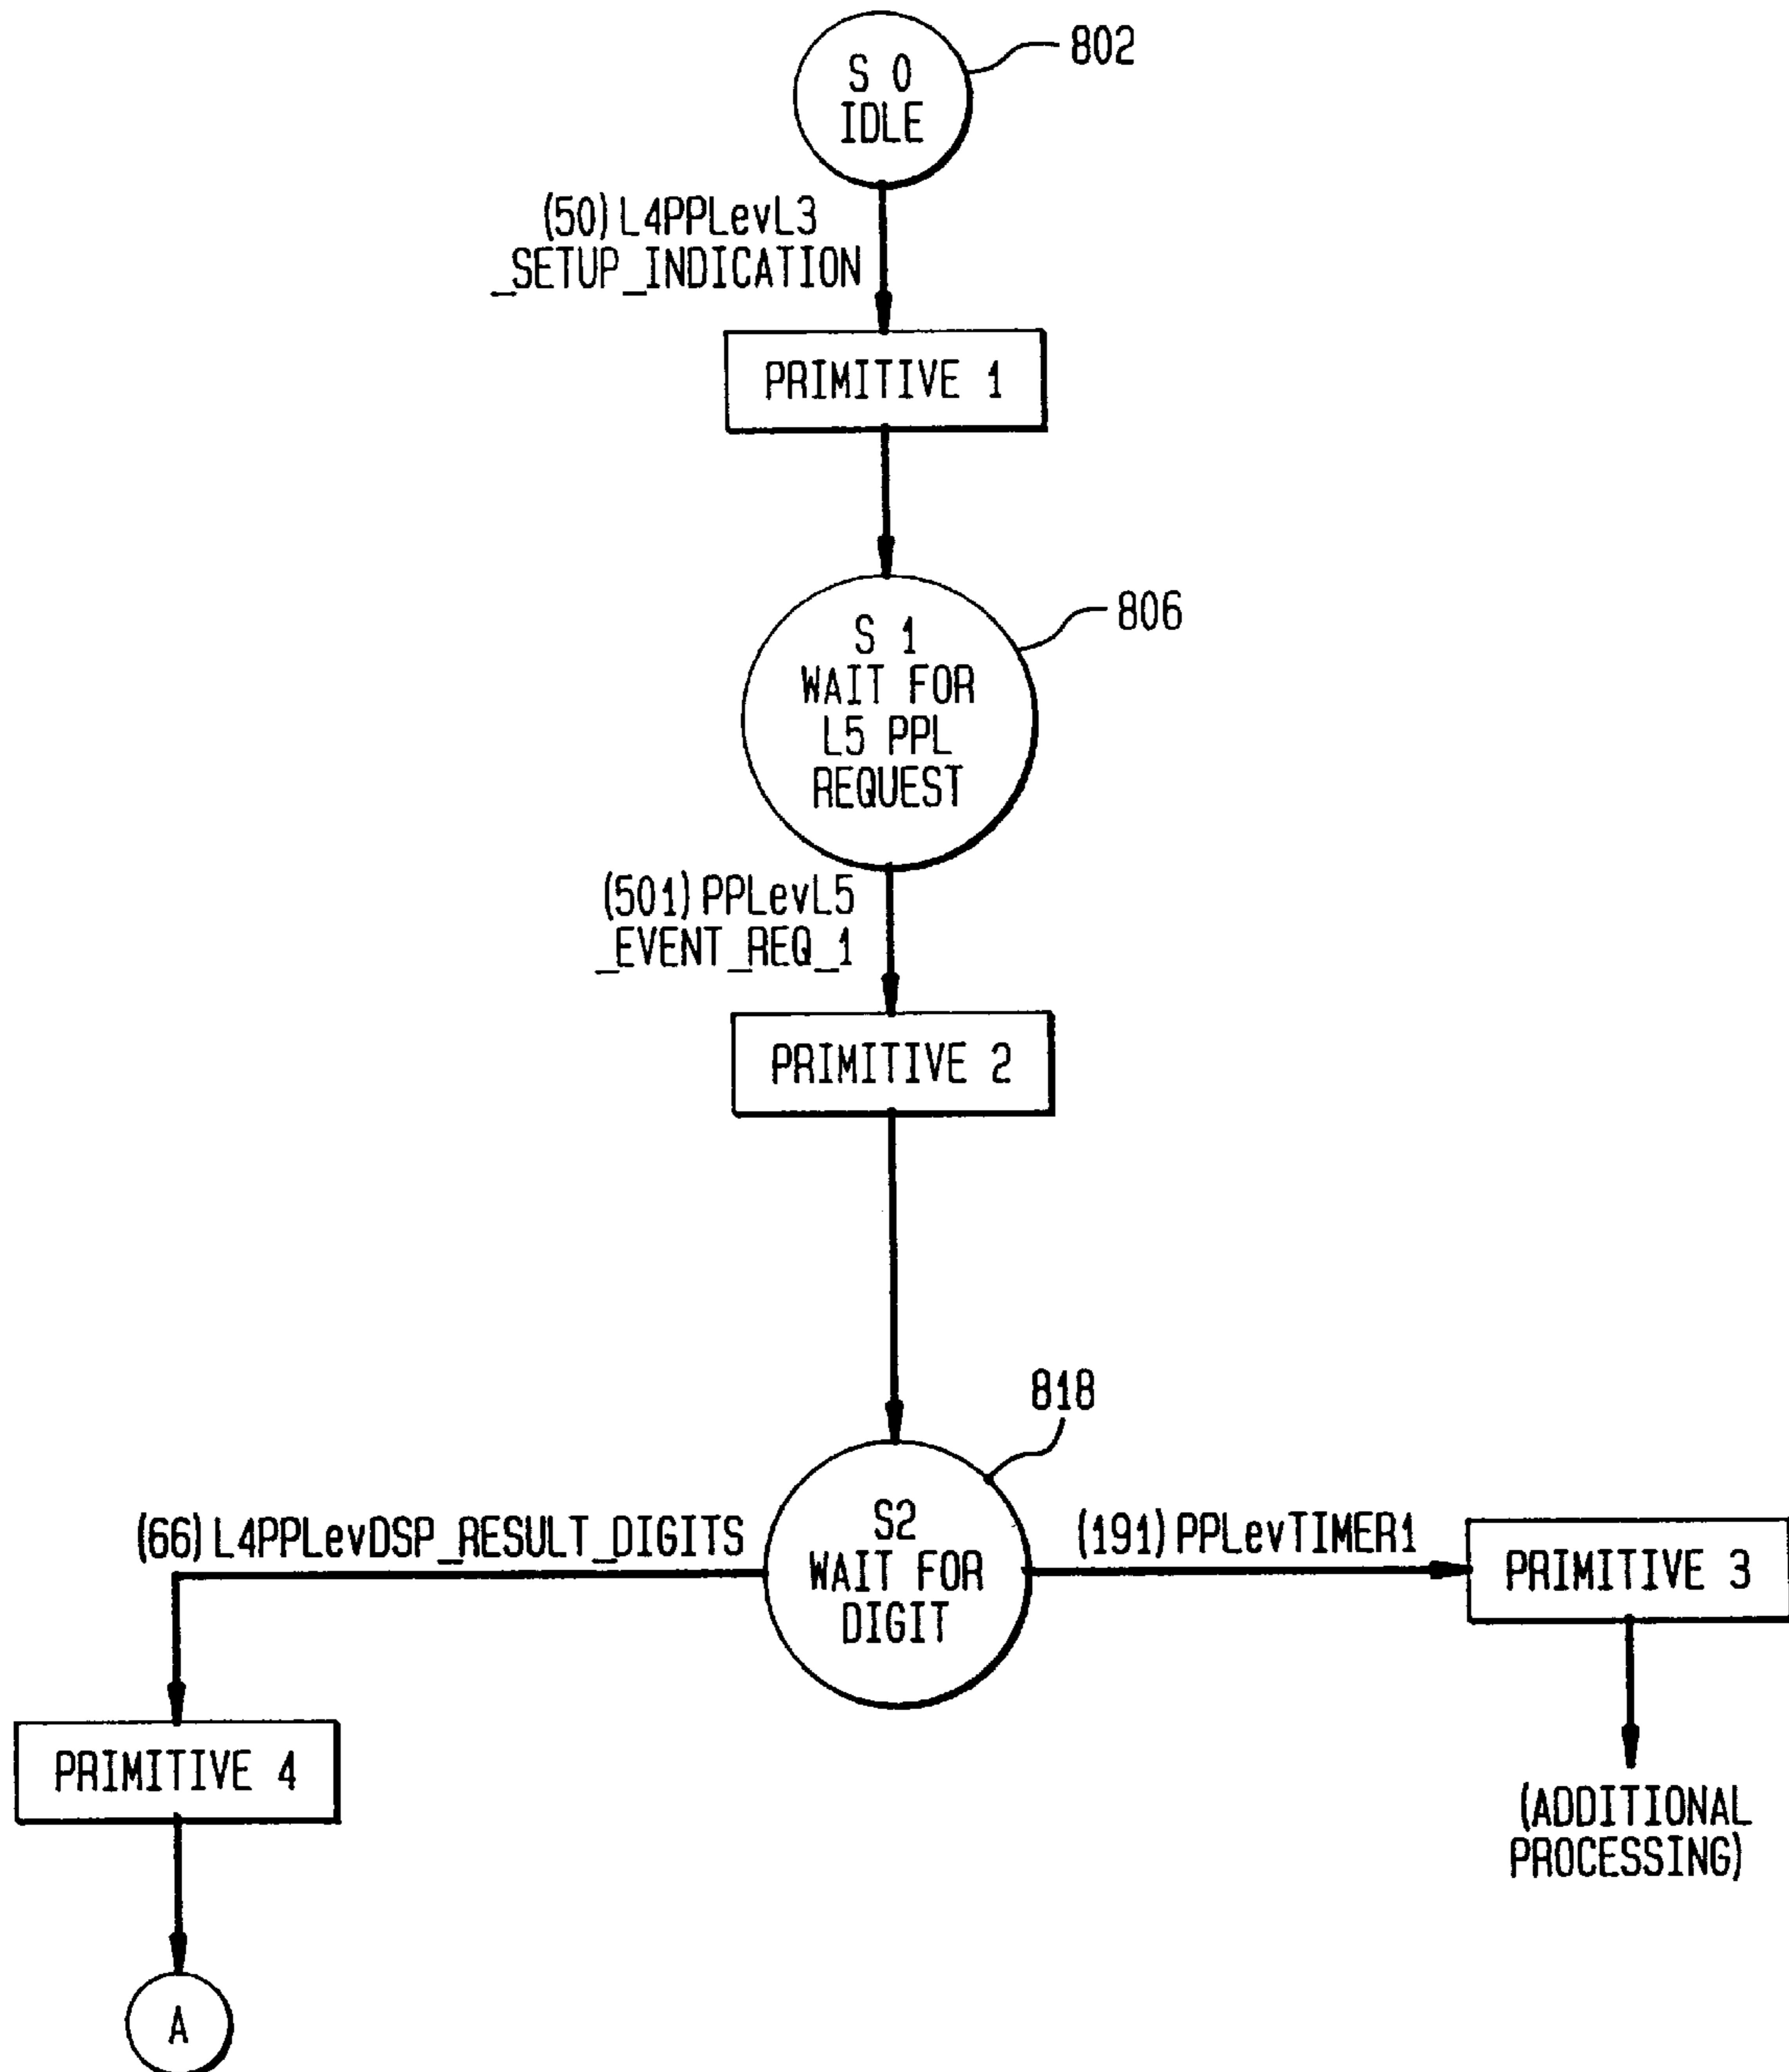 802
S 0
IDLE
(50) L4PPLevL3
_SETUP_INDICATION
PRIMITIVE 1
806
S 1
WAIT FOR
L5 PPL
REQUEST
(501) PPLevL5
_EVENT_REQ_1
PRIMITIVE 2
818
S2
WAIT FOR
DIGIT
(66) L4PPLevDSP_RESULT_DIGITS
(191) PPLevTIMER1
PRIMITIVE 3
PRIMITIVE 4
(ADDITIONAL
PROCESSING)
A